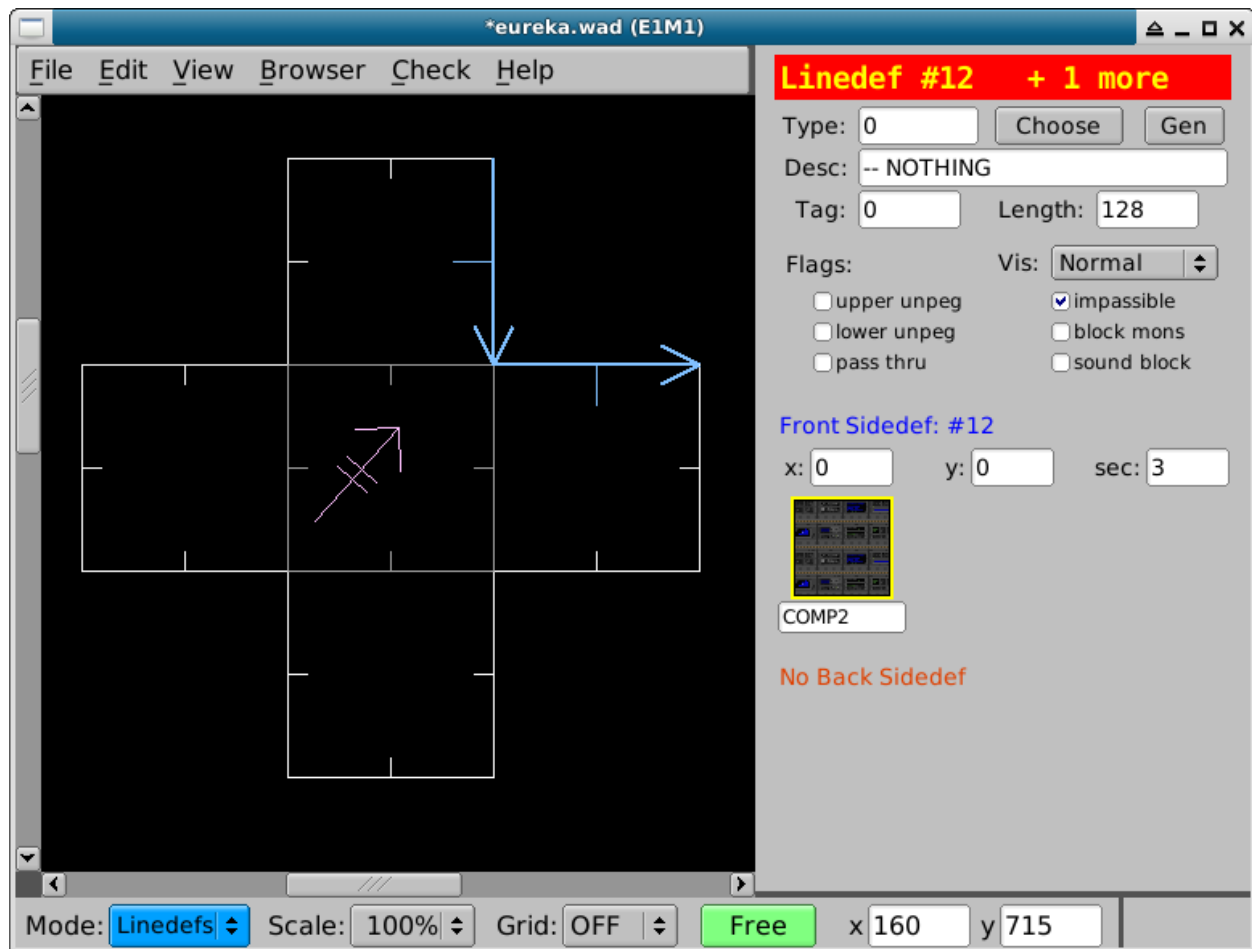 *eureka.wad (E1M1)
File Edit View Browser Check Help
Linedef #12 + 1 more
Type: 0 Choose Gen
Desc: -- NOTHING
Tag: 0 Length: 128
Flags: Vis: Normal
upper unpeg impassible
lower unpeg block mons
pass thru sound block
Front Sidedef: #12
x: 0 y: 0 sec: 3
COMP2
No Back Sidedef
Mode: Linedefs Scale: 100% Grid: OFF Free x 160 y 715